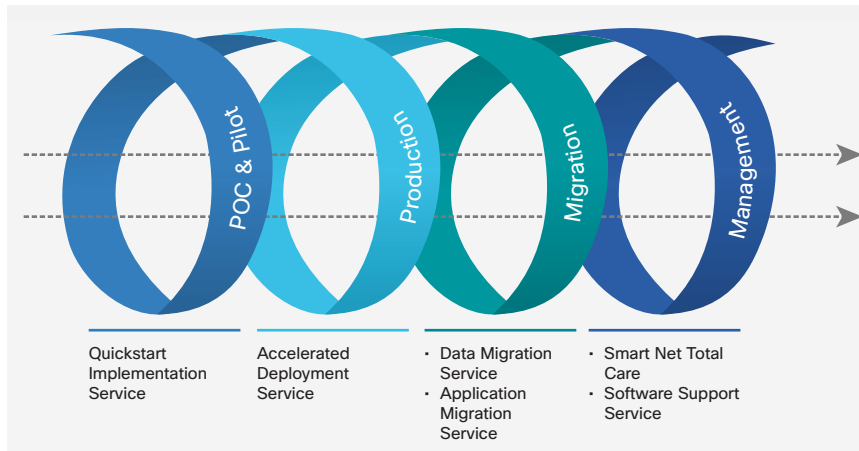 POC & Pilot
Production
Migration
Management
Quickstart
Implementation
Service
Accelerated
Deployment
Service
· Data Migration
Service
· Application
Migration
Service
· Smart Net Total
Care
· Software Support
Service